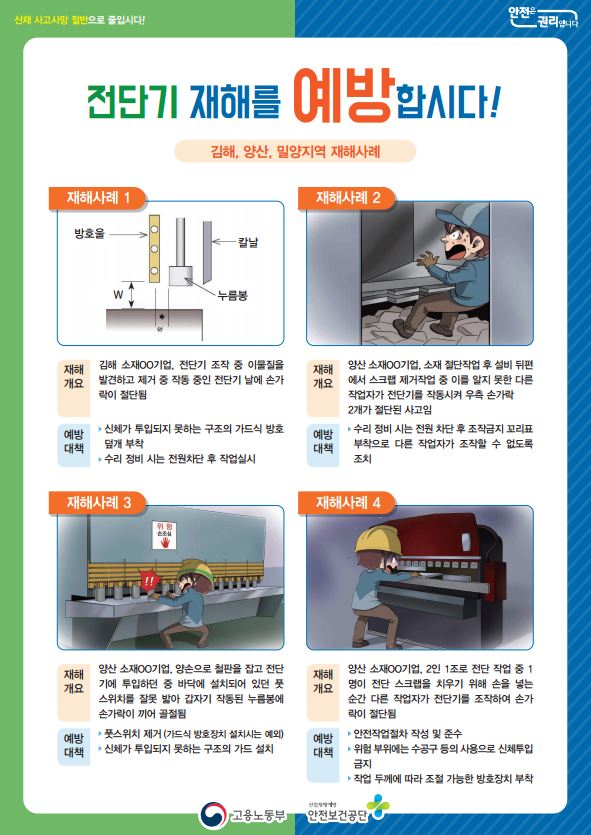 산재 사고사망 절반으로 줄입시다!
안전은 권리입니다
전단기 재해를 예방합시다!
김해, 양산, 밀양지역 재해사례
재해사례 1
방호울
칼날
누름봉
W
재해
개요
김해 소재OO기업, 전단기 조작 중 이물질을
발견하고 제거 중 작동 중인 전단기 날에 손가
락이 절단됨
예방
대책
신체가 투입되지 못하는 구조의 가드식 방호
덮개 부착
수리 정비 시는 전원차단 후 작업실시
재해사례 2
재해
개요
양산 소재OO기업, 소재 절단작업 후 설비 뒤편
에서 스크랩 제거작업 중 이를 알지 못한 다른
작업자가 전단기를 작동시켜 우측 손가락
2개가 절단된 사고임
예방
대책
수리 정비 시는 전원 차단 후 조작금지 꼬리표
부착으로 다른 작업자가 조작할 수 없도록
조치
재해사례 3
위 험
손조심
!!
재해
개요
양산 소재OO기업, 양손으로 철판을 잡고 전단
기에 투입하던 중 바닥에 설치되어 있던 풋
스위치를 잘못 밟아 갑자기 작동된 누름봉에
손가락이 끼어 골절됨
예방
대책
풋스위치 제거 (가드식 방호장치 설치시는 예외)
신체가 투입되지 못하는 구조의 가드 설치
재해사례 4
재해
개요
양산 소재OO기업, 2인 1조로 전단 작업 중 1
명이 전단 스크랩을 치우기 위해 손을 넣는
순간 다른 작업자가 전단기를 조작하여 손가
락이 절단됨
예방
대책
안전작업절차 작성 및 준수
위험 부위에는 수공구 등의 사용으로 신체투입
금지
작업 두께에 따라 조절 가능한 방호장치 부착
고용노동부
산업재해예방
안전보건공단